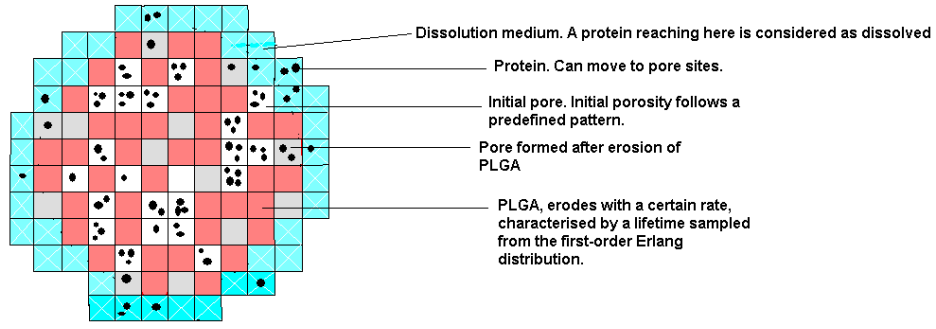 Dissolution medium. A protein reaching here is considered as dissolved
Protein. Can move to pore sites.
Initial pore. Initial porosity follows a
predefined pattern.
Pore formed after erosion of
PLGA
PLGA, erodes with a certain rate,
characterised by a lifetime sampled
from the first-order Erlang
distribution.